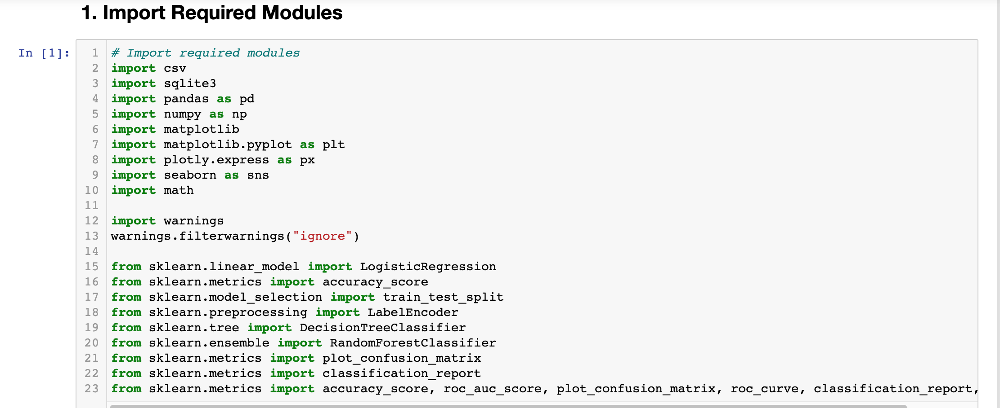 1. Import Required Modules
In [1]:
1 # Import required modules
2 import csv
3 import sqlite3
4 import pandas as pd
5 import numpy as np
6 import matplotlib
7 import matplotlib.pyplot as plt
8 import plotly.express as px
9 import seaborn as sns
10 import math
11
12 import warnings
13 warnings.filterwarnings("ignore")
14
15 from sklearn.linear_model import LogisticRegression
16 from sklearn.metrics import accuracy_score
17 from sklearn.model_selection import train_test_split
18 from sklearn.preprocessing import LabelEncoder
19 from sklearn.tree import DecisionTreeClassifier
20 from sklearn.ensemble import RandomForestClassifier
21 from sklearn.metrics import plot_confusion_matrix
22 from sklearn.metrics import classification_report
23 from sklearn.metrics import accuracy_score, roc_auc_score, plot_confusion_matrix, roc_curve, classification_report,